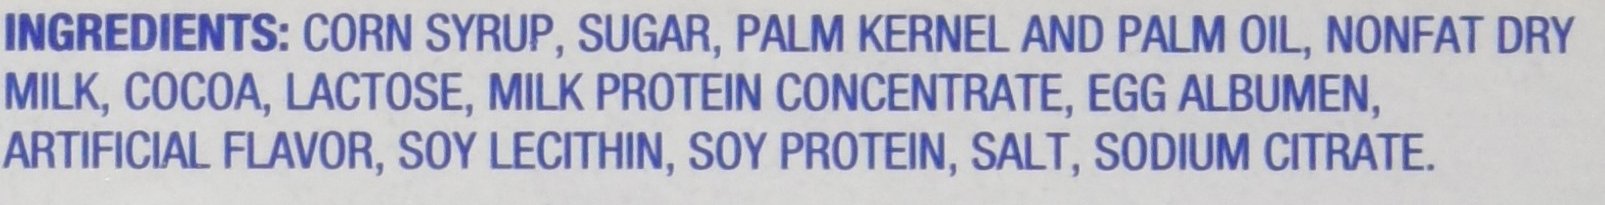 INGREDIENTS: CORN SYRUP, SUGAR, PALM KERNEL AND PALM OIL, NONFAT DRY
MILK, COCOA, LACTOSE, MILK PROTEIN CONCENTRATE, EGG ALBUMEN,
ARTIFICIAL FLAVOR, SOY LECITHIN, SOY PROTEIN, SALT, SODIUM CITRATE.